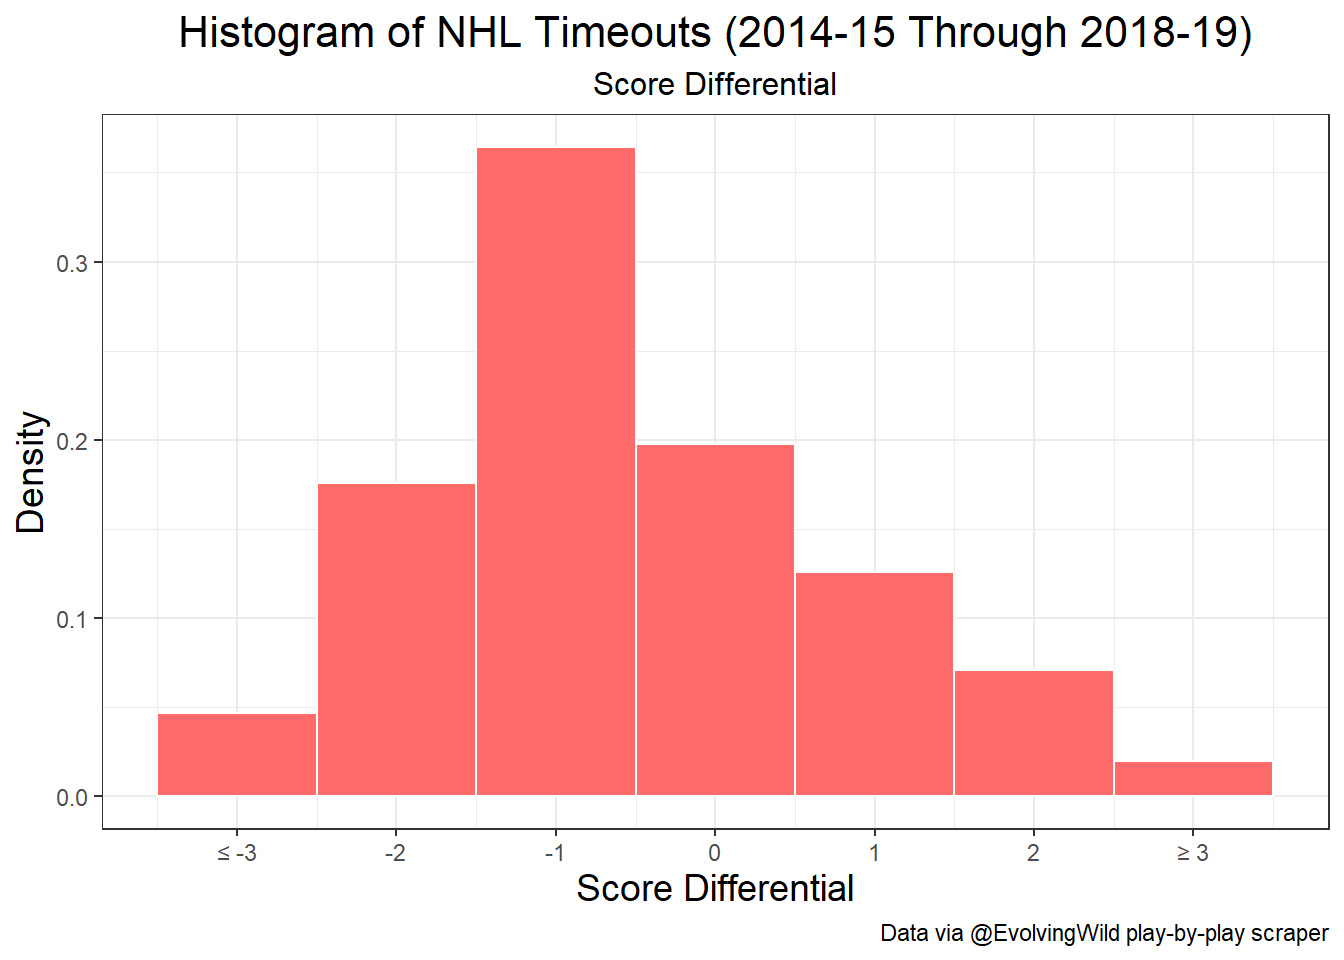 Histogram of NHL Timeouts (2014-15 Through 2018-19)
Score Differential
Density
0.3
0.2
0.1
0.0
≤ -3 -2 -1 0 1 2 ≥ 3
Score Differential
Data via @EvolvingWild play-by-play scraper